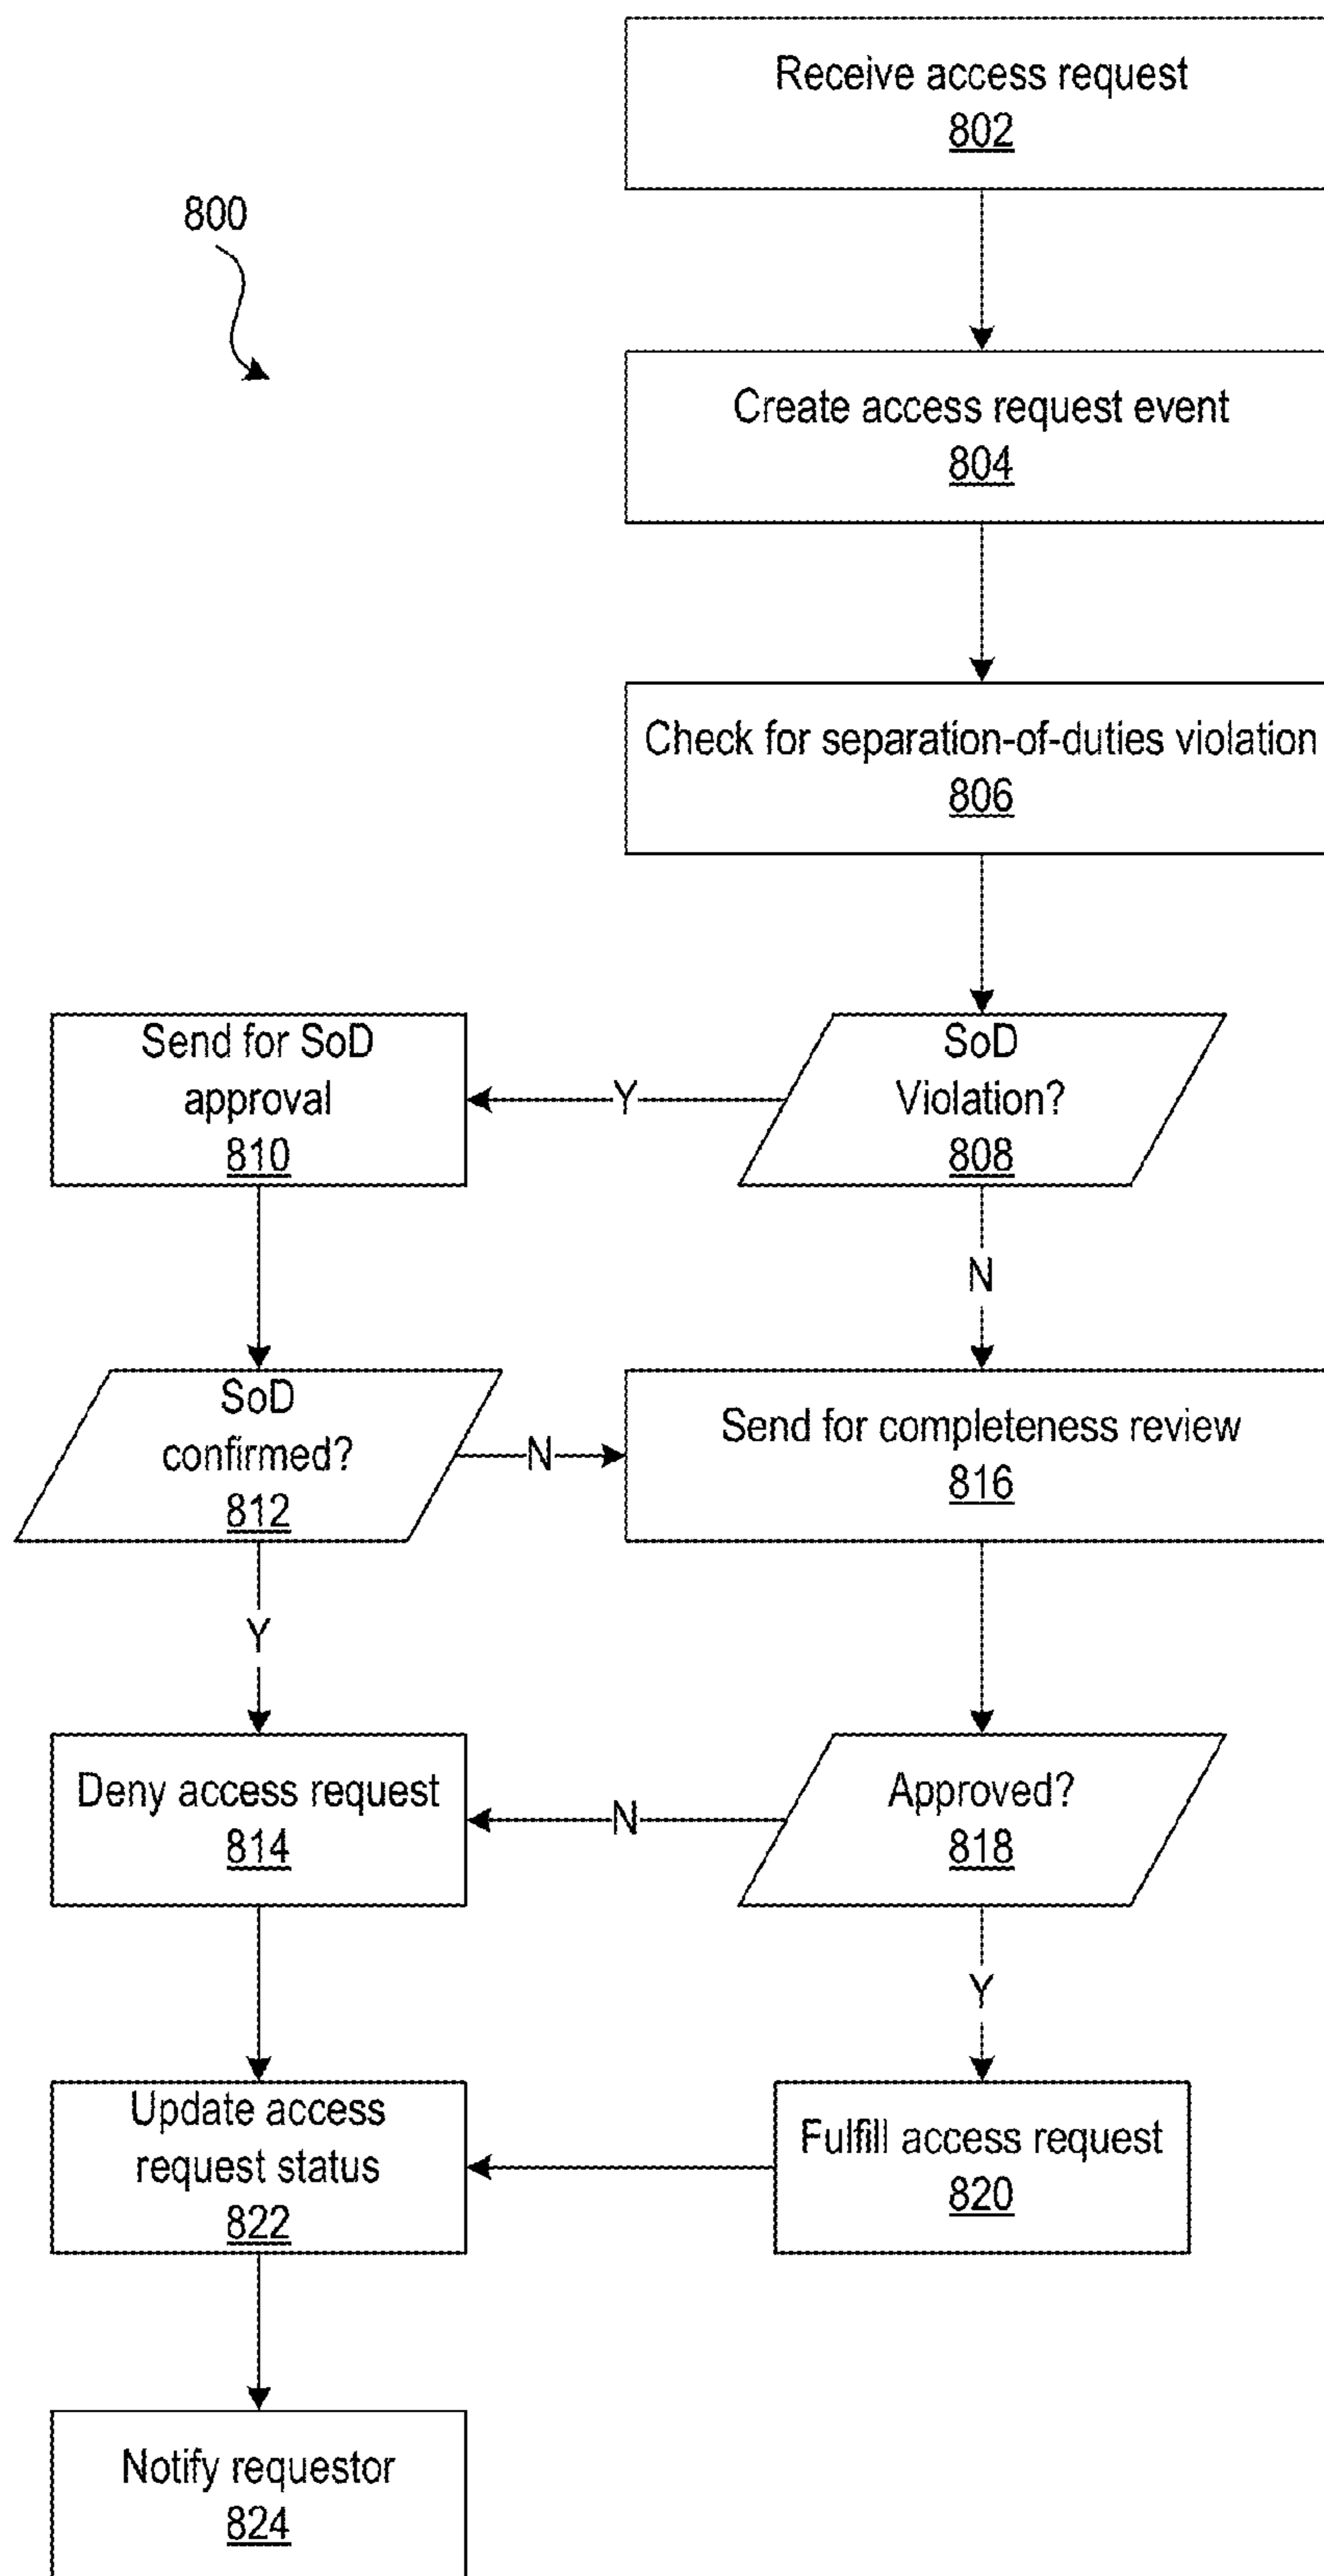 Receive access request
802
800
Create access request event
804
Check for separation-of-duties violation
806
Send for SoD
approval
810
Y
SoD
Violation?
808
N
SoD
confirmed?
812
N
Send for completeness review
816
Y
Deny access request
814
N
Approved?
818
Y
Update access
request status
822
Fulfill access request
820
Notify requestor
824